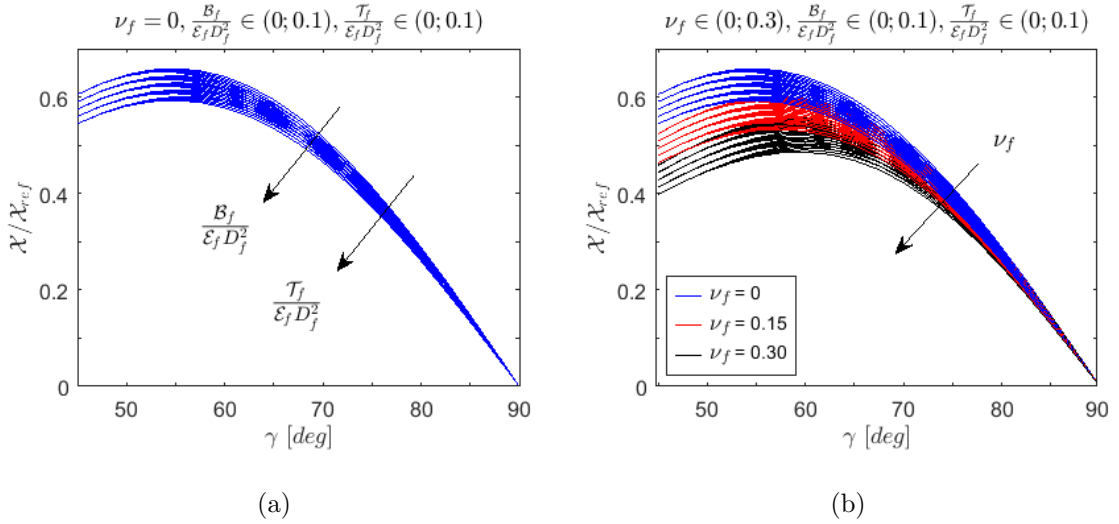 ν_f = 0, B_f/(E_f D_f^2) ∈ (0; 0.1), T_f/(E_f D_f^2) ∈ (0; 0.1)
X/X_ref
0.6
0.4
0.2
0
B_f/(E_f D_f^2)
T_f/(E_f D_f^2)
50 60 70 80 90
γ [deg]
(a)
ν_f ∈ (0; 0.3), B_f/(E_f D_f^2) ∈ (0; 0.1), T_f/(E_f D_f^2) ∈ (0; 0.1)
X/X_ref
0.6
0.4
0.2
0
ν_f
ν_f = 0
ν_f = 0.15
ν_f = 0.30
50 60 70 80 90
γ [deg]
(b)